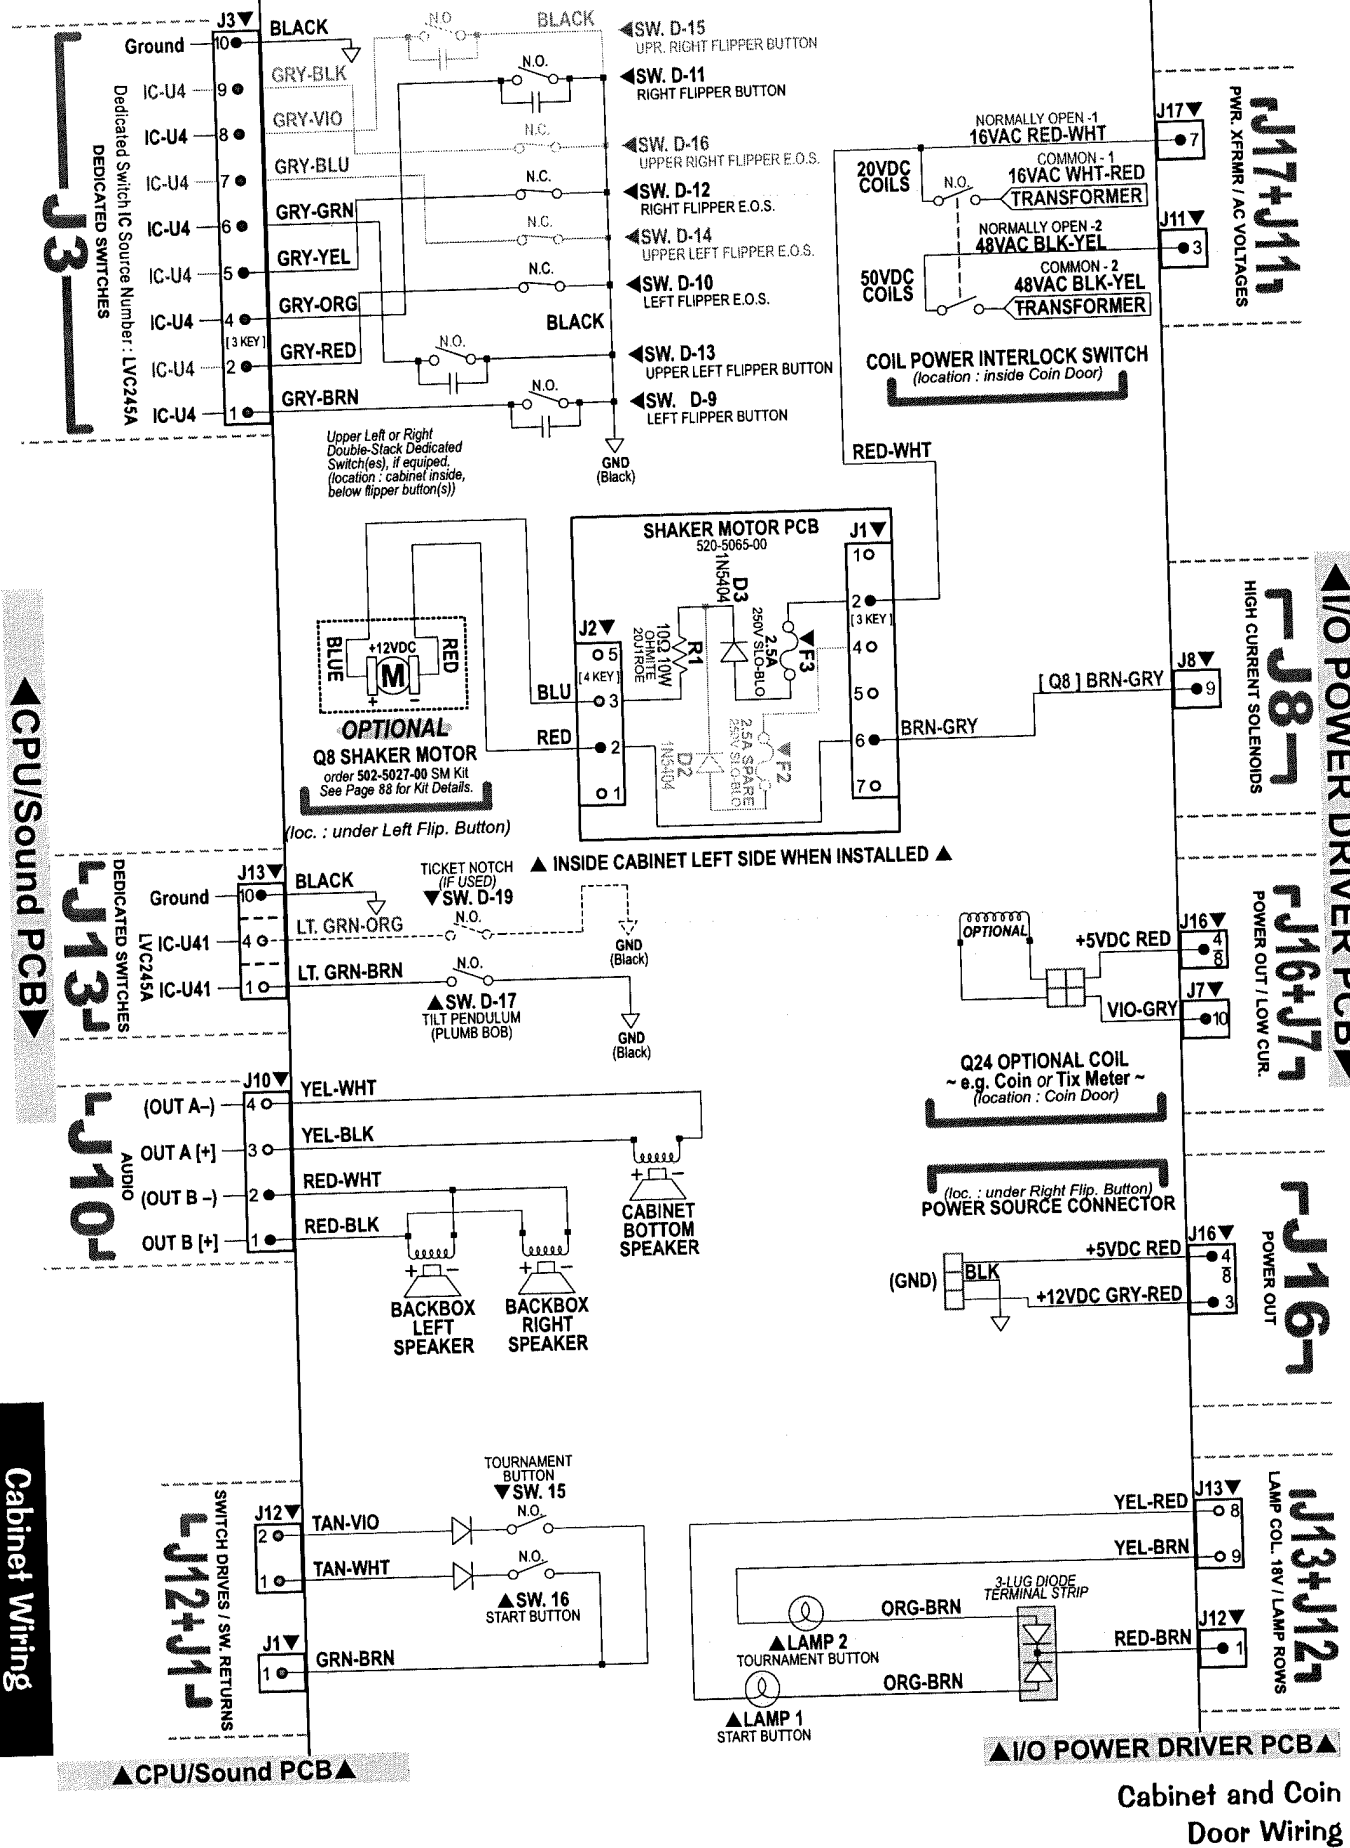 J3▼
Ground
10
BLACK
N.O
BLACK
◀SW. D-15
UPR. RIGHT FLIPPER BUTTON
IC-U4
9
GRY-BLK
N.O.
◀SW. D-11
RIGHT FLIPPER BUTTON
IC-U4
8
GRY-VIO
N.C.
◀SW. D-16
UPPER RIGHT FLIPPER E.O.S.
IC-U4
7
GRY-BLU
N.C.
◀SW. D-12
RIGHT FLIPPER E.O.S.
IC-U4
6
GRY-GRN
N.C.
◀SW. D-14
UPPER LEFT FLIPPER E.O.S.
IC-U4
5
GRY-YEL
N.C.
◀SW. D-10
LEFT FLIPPER E.O.S.
IC-U4
4
GRY-ORG
BLACK
[ 3 KEY ]
IC-U4
2
GRY-RED
N.O.
◀SW. D-13
UPPER LEFT FLIPPER BUTTON
IC-U4
1
GRY-BRN
N.O.
◀SW. D-9
LEFT FLIPPER BUTTON
GND
(Black)
Dedicated Switch IC Source Number : LVC245A
DEDICATED SWITCHES
J3
Upper Left or Right
Double-Stack Dedicated
Switch(es), if equiped.
(location : cabinet inside,
below flipper button(s))
NORMALLY OPEN -1
16VAC RED-WHT
J17▼
7
20VDC
COILS
N.O.
COMMON - 1
16VAC WHT-RED
TRANSFORMER
NORMALLY OPEN -2
48VAC BLK-YEL
J11▼
3
50VDC
COILS
COMMON - 2
48VAC BLK-YEL
TRANSFORMER
COIL POWER INTERLOCK SWITCH
(location : inside Coin Door)
PWR. XFRMR / AC VOLTAGES
J17+J11
RED-WHT
SHAKER MOTOR PCB
520-5065-00
J1▼
1
2
[ 3 KEY ]
4
5
6
7
J2▼
5
[ 4 KEY ]
3
2
1
1N5404
D3
10Ω 10W
OHMITE
20J1ROE
R1
250V SLO-BLO
2.5A
▼F3
1N5404
D2
250V SLO-BLO
2.5A SPARE
▼F2
BLU
RED
BLUE
+12VDC
M
+
−
RED
OPTIONAL
Q8 SHAKER MOTOR
order 502-5027-00 SM Kit
See Page 88 for Kit Details.
(loc. : under Left Flip. Button)
BRN-GRY
[ Q8 ] BRN-GRY
J8▼
9
HIGH CURRENT SOLENOIDS
J8
◀I/O POWER DRIVER PCB▶
◀CPU/Sound PCB▶
▲ INSIDE CABINET LEFT SIDE WHEN INSTALLED ▲
J13▼
Ground
10
BLACK
TICKET NOTCH
(IF USED)
▼SW. D-19
IC-U41
4
LT. GRN-ORG
N.O.
GND
(Black)
IC-U41
1
LT. GRN-BRN
N.O.
▲SW. D-17
TILT PENDULUM
(PLUMB BOB)
GND
(Black)
LVC245A
DEDICATED SWITCHES
J13
OPTIONAL
+5VDC RED
J16▼
4
8
VIO-GRY
J7▼
10
Q24 OPTIONAL COIL
~ e.g. Coin or Tix Meter ~
(location : Coin Door)
POWER OUT / LOW CUR.
J16+J7
J10▼
(OUT A−)
4
YEL-WHT
OUT A [+]
3
YEL-BLK
(OUT B −)
2
RED-WHT
OUT B [+]
1
RED-BLK
AUDIO
J10
+ −
CABINET
BOTTOM
SPEAKER
+ −
BACKBOX
LEFT
SPEAKER
+ −
BACKBOX
RIGHT
SPEAKER
(loc. : under Right Flip. Button)
POWER SOURCE CONNECTOR
(GND)
BLK
+5VDC RED
J16▼
4
8
+12VDC GRY-RED
3
POWER OUT
J16
TOURNAMENT
BUTTON
▼SW. 15
N.O.
J12▼
2
TAN-VIO
1
TAN-WHT
N.O.
▲SW. 16
START BUTTON
J1▼
1
GRN-BRN
SWITCH DRIVES / SW. RETURNS
J12+J1
YEL-RED
J13▼
8
YEL-BRN
9
3-LUG DIODE
TERMINAL STRIP
ORG-BRN
▲LAMP 2
TOURNAMENT BUTTON
RED-BRN
J12▼
1
ORG-BRN
▲LAMP 1
START BUTTON
LAMP COL. 18V / LAMP ROWS
J13+J12
Cabinet Wiring
▲CPU/Sound PCB▲
▲I/O POWER DRIVER PCB▲
Cabinet and Coin
Door Wiring